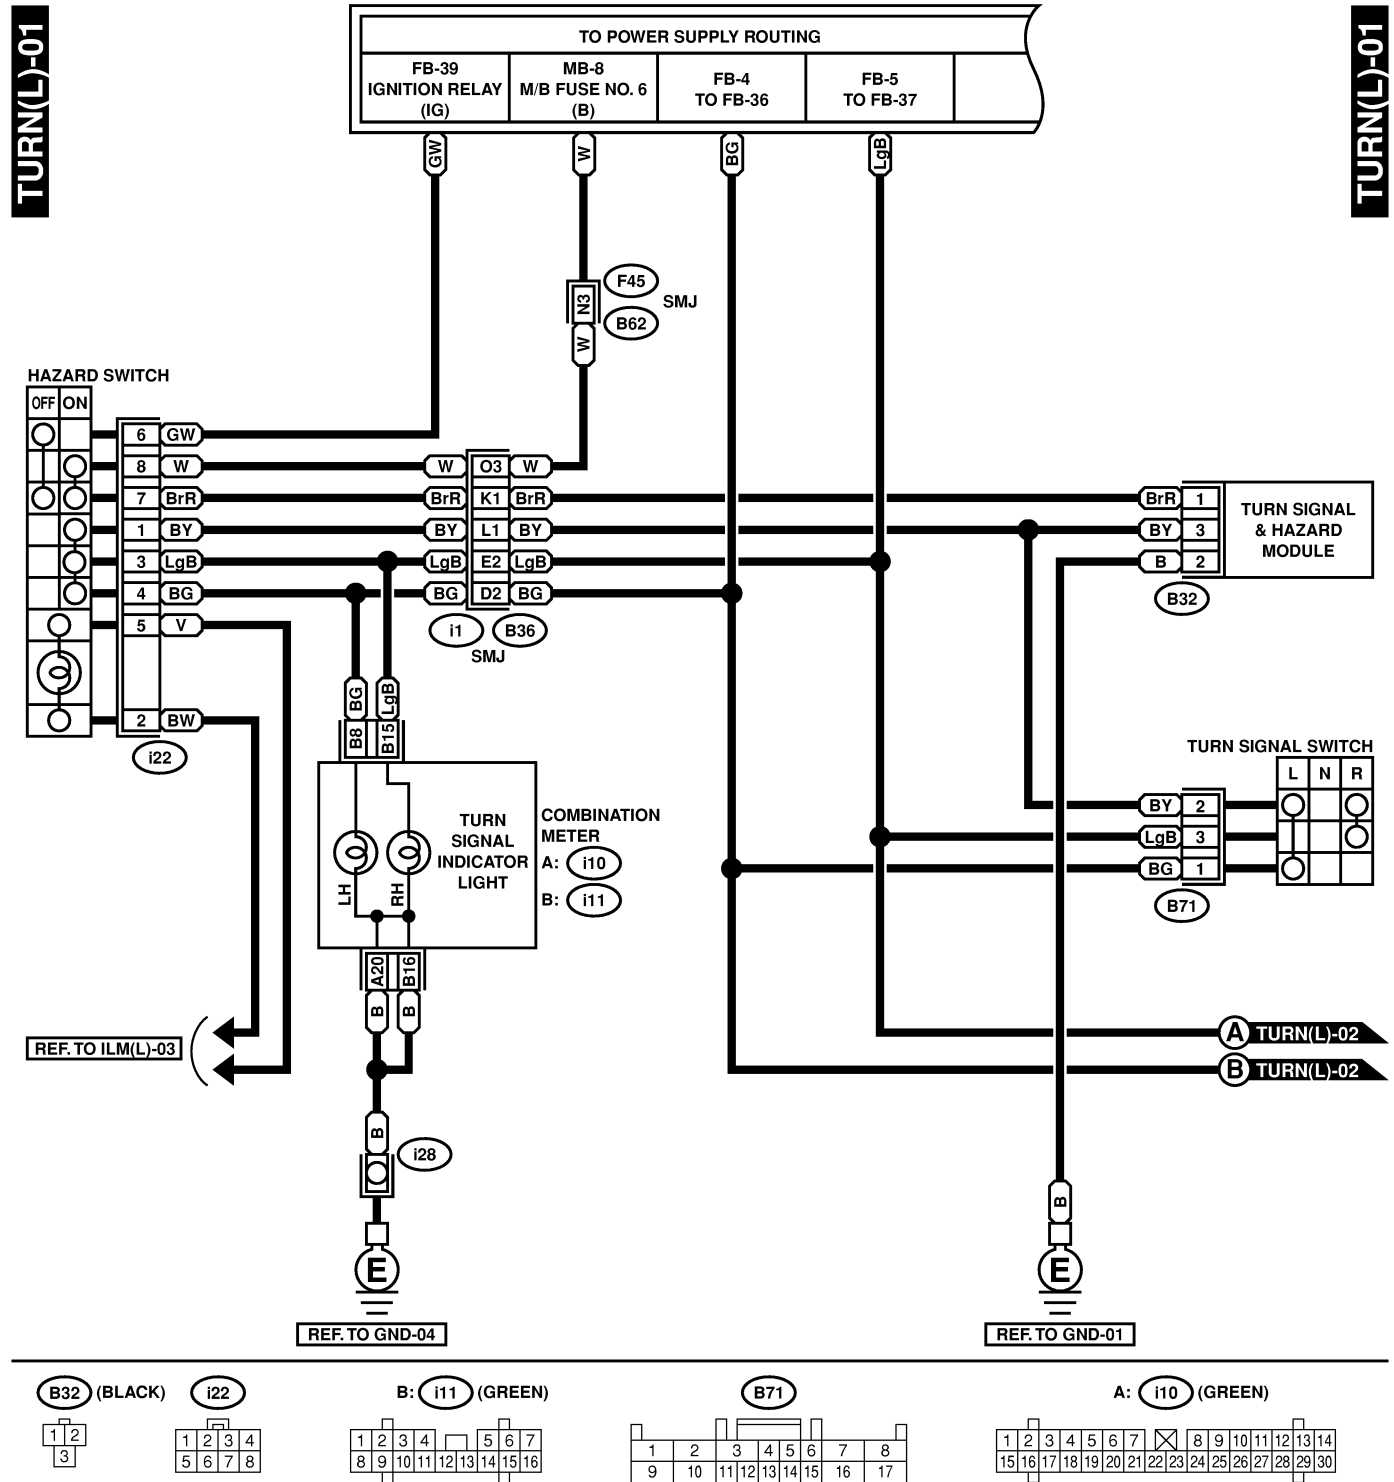 TURN(L)-01
TURN(L)-01
TO POWER SUPPLY ROUTING
FB-39
IGNITION RELAY
(IG)
MB-8
M/B FUSE NO. 6
(B)
FB-4
TO FB-36
FB-5
TO FB-37
GW
W
BG
LgB
N3
F45
B62
SMJ
W
HAZARD SWITCH
OFF ON
6 GW
8 W W O3 W
7 BrR BrR K1 BrR BrR 1
1 BY BY L1 BY BY 3
3 LgB LgB E2 LgB B 2
4 BG BG D2 BG
5 V
2 BW
i22
i1 B36
SMJ
TURN SIGNAL
& HAZARD
MODULE
B32
BG LgB
B8 B15
TURN
SIGNAL
INDICATOR
LIGHT
LH RH
COMBINATION
METER
A: i10
B: i11
A20 B16
B B
TURN SIGNAL SWITCH
L N R
BY 2
LgB 3
BG 1
B71
REF. TO ILM(L)-03
A TURN(L)-02
B TURN(L)-02
B
i28
B
E
E
REF. TO GND-04
REF. TO GND-01
B32 (BLACK)
1 2
3
i22
1 2 3 4
5 6 7 8
B: i11 (GREEN)
1 2 3 4 5 6 7
8 9 10 11 12 13 14 15 16
B71
1 2 3 4 5 6 7 8
9 10 11 12 13 14 15 16 17
A: i10 (GREEN)
1 2 3 4 5 6 7 8 9 10 11 12 13 14
15 16 17 18 19 20 21 22 23 24 25 26 27 28 29 30